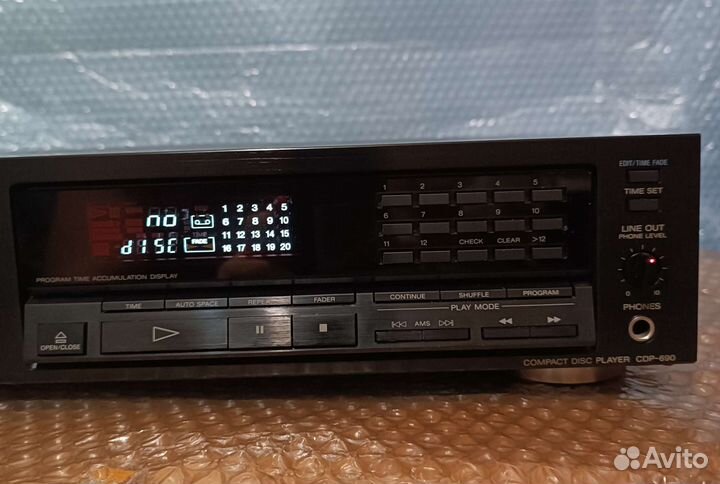 EDIT/TIME FADE
TIME SET
LINE OUT
PHONE LEVEL
0 10
PHONES
no
dISC
FADE
1 2 3 4 5
6 7 8 9 10
11 12 13 14 15
16 17 18 19 20
1 2 3 4 5
6 7 8 9 10
11 12 CHECK CLEAR >12
PROGRAM TIME ACCUMULATION DISPLAY
TIME AUTO SPACE REPEAT FADER
CONTINUE SHUFFLE PROGRAM
PLAY MODE
AMS
OPEN/CLOSE
COMPACT DISC PLAYER CDP-690
Avito